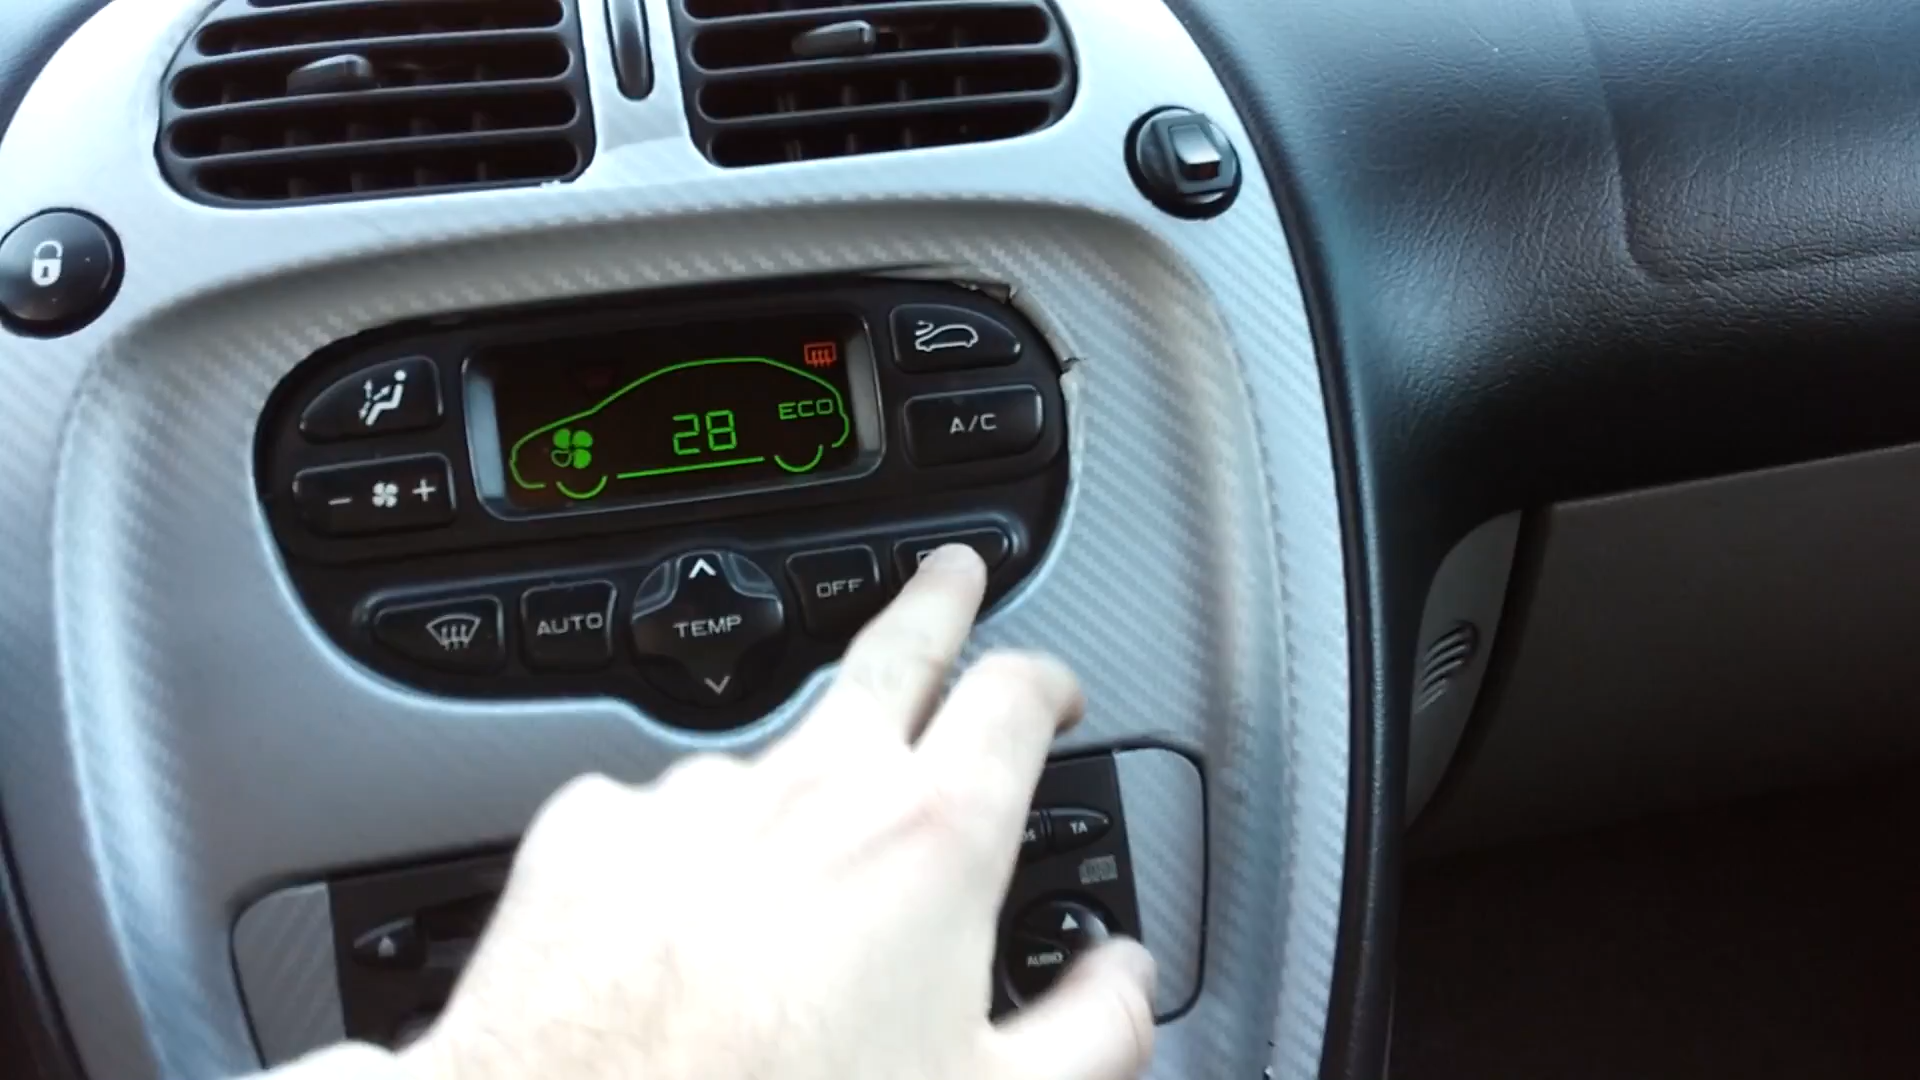 28
ECO
A/C
- +
AUTO
TEMP
OFF
TA
AUDIO